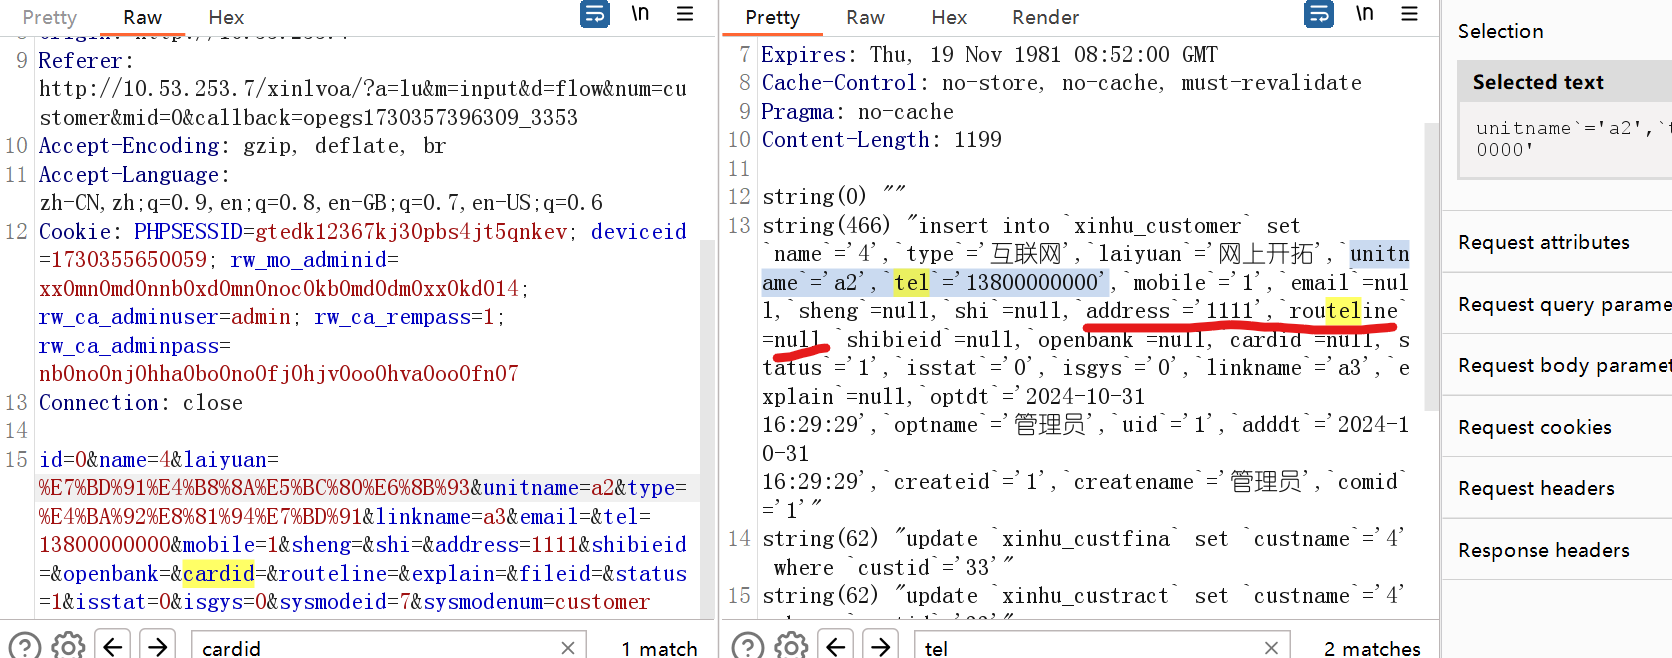 Pretty Raw Hex \n
9 Referer:
http://10.53.253.7/xinlvoa/?a=lu&m=input&d=flow&num=cu
stomer&mid=0&callback=opegs1730357396309_3353
10 Accept-Encoding: gzip, deflate, br
11 Accept-Language:
zh-CN,zh;q=0.9,en;q=0.8,en-GB;q=0.7,en-US;q=0.6
12 Cookie: PHPSESSID=gtedk12367kj30pbs4jt5qnkev; deviceid
=1730355650059; rw_mo_adminid=
xx0mn0md0nnb0xd0mn0noc0kb0md0dm0xx0kd014;
rw_ca_adminuser=admin; rw_ca_rempass=1;
rw_ca_adminpass=
nb0no0nj0hha0bo0no0fj0hjv0oo0hva0oo0fn07
13 Connection: close
14
15 id=0&name=4&laiyuan=
%E7%BD%91%E4%B8%8A%E5%BC%80%E6%8B%93&unitname=a2&type=
%E4%BA%92%E8%81%94%E7%BD%91&linkname=a3&email=&tel=
13800000000&mobile=1&sheng=&shi=&address=1111&shibieid
=&openbank=&cardid=&routeline=&explain=&fileid=&status
=1&isstat=0&isgys=0&sysmodeid=7&sysmodenum=customer
cardid 1 match
Pretty Raw Hex Render \n
7 Expires: Thu, 19 Nov 1981 08:52:00 GMT
8 Cache-Control: no-store, no-cache, must-revalidate
9 Pragma: no-cache
10 Content-Length: 1199
11
12 string(0) ""
13 string(466) "insert into `xinhu_customer` set
`name`='4',`type`='互联网',`laiyuan`='网上开拓',`unitn
ame`='a2',`tel`='13800000000',`mobile`='1',`email`=nul
l,`sheng`=null,`shi`=null,`address`='1111',`routeline`
=null,`shibieid`=null,`openbank`=null,`cardid`=null,`s
tatus`='1',`isstat`='0',`isgys`='0',`linkname`='a3',`e
xplain`=null,`optdt`='2024-10-31
16:29:29',`optname`='管理员',`uid`='1',`adddt`='2024-1
0-31
16:29:29',`createid`='1',`createname`='管理员',`comid`
='1'"
14 string(62) "update `xinhu_custfina` set `custname`='4'
where `custid`='33'"
15 string(62) "update `xinhu_custract` set `custname`='4'
tel 2 matches
Selection
Selected text
unitname`='a2',`t
0000'
Request attributes
Request query parame
Request body paramet
Request cookies
Request headers
Response headers